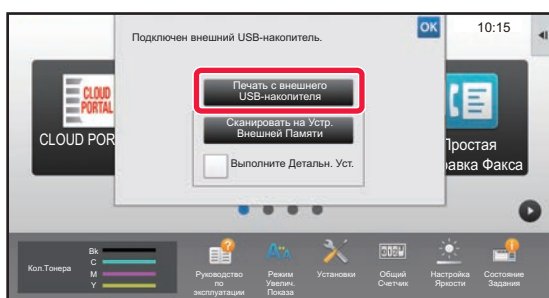 Подключен внешний USB-накопитель.
OK
10:15
Печать с внешнего
USB-накопителя
CLOUD
PORTAL
CLOUD POR
Сканировать на Устр.
Внешней Памяти
Выполните Детальн. Уст.
Простая
равка Факса
Кол.Тонера
Bk
C
M
Y
Руководство
по
эксплуатации
Режим
Увелич.
Показа
Установки
Общий
Счетчик
Настройка
Яркости
Состояние
Задания